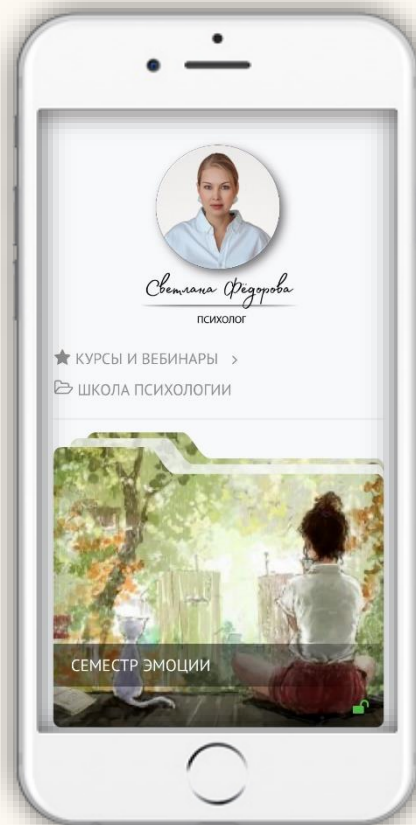 Светлана Фёдорова
ПСИХОЛОГ
КУРСЫ И ВЕБИНАРЫ >
ШКОЛА ПСИХОЛОГИИ
СЕМЕСТР ЭМОЦИИ